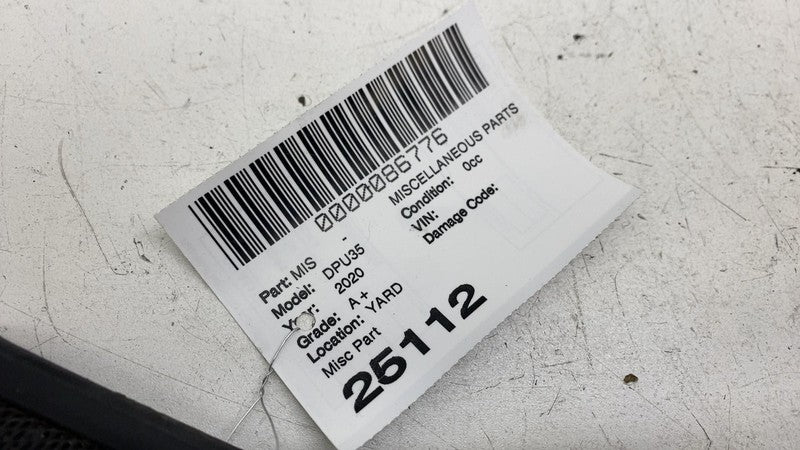 0000086776
Part: MIS -
MISCELLANEOUS PARTS
Model: DPU35
Condition: 0cc
Year: 2020
VIN:
Grade: A+
Damage Code:
Location: YARD
Misc Part
25112